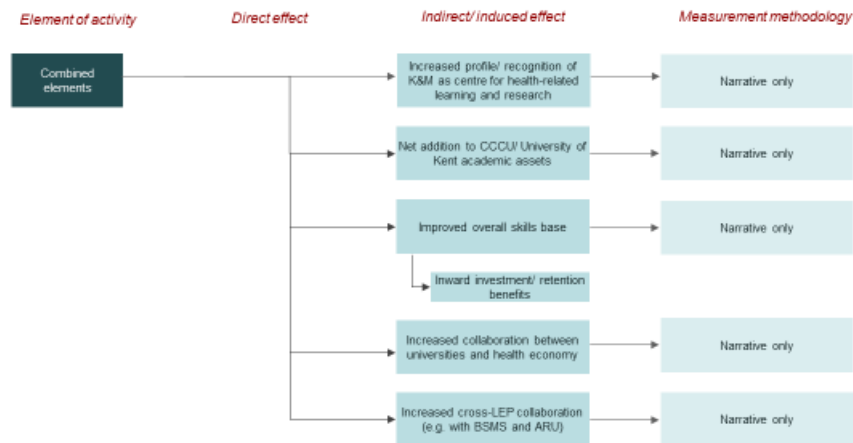 Element of activity
Direct effect
Indirect/ induced effect
Measurement methodology
Combined
elements
Increased profile/ recognition of
K&M as centre for health-related
learning and research
Narrative only
Net addition to CCCU/ University of
Kent academic assets
Narrative only
Improved overall skills base
Narrative only
Inward investment/ retention
benefits
Increased collaboration between
universities and health economy
Narrative only
Increased cross-LEP collaboration
(e.g. with BSMS and ARU)
Narrative only